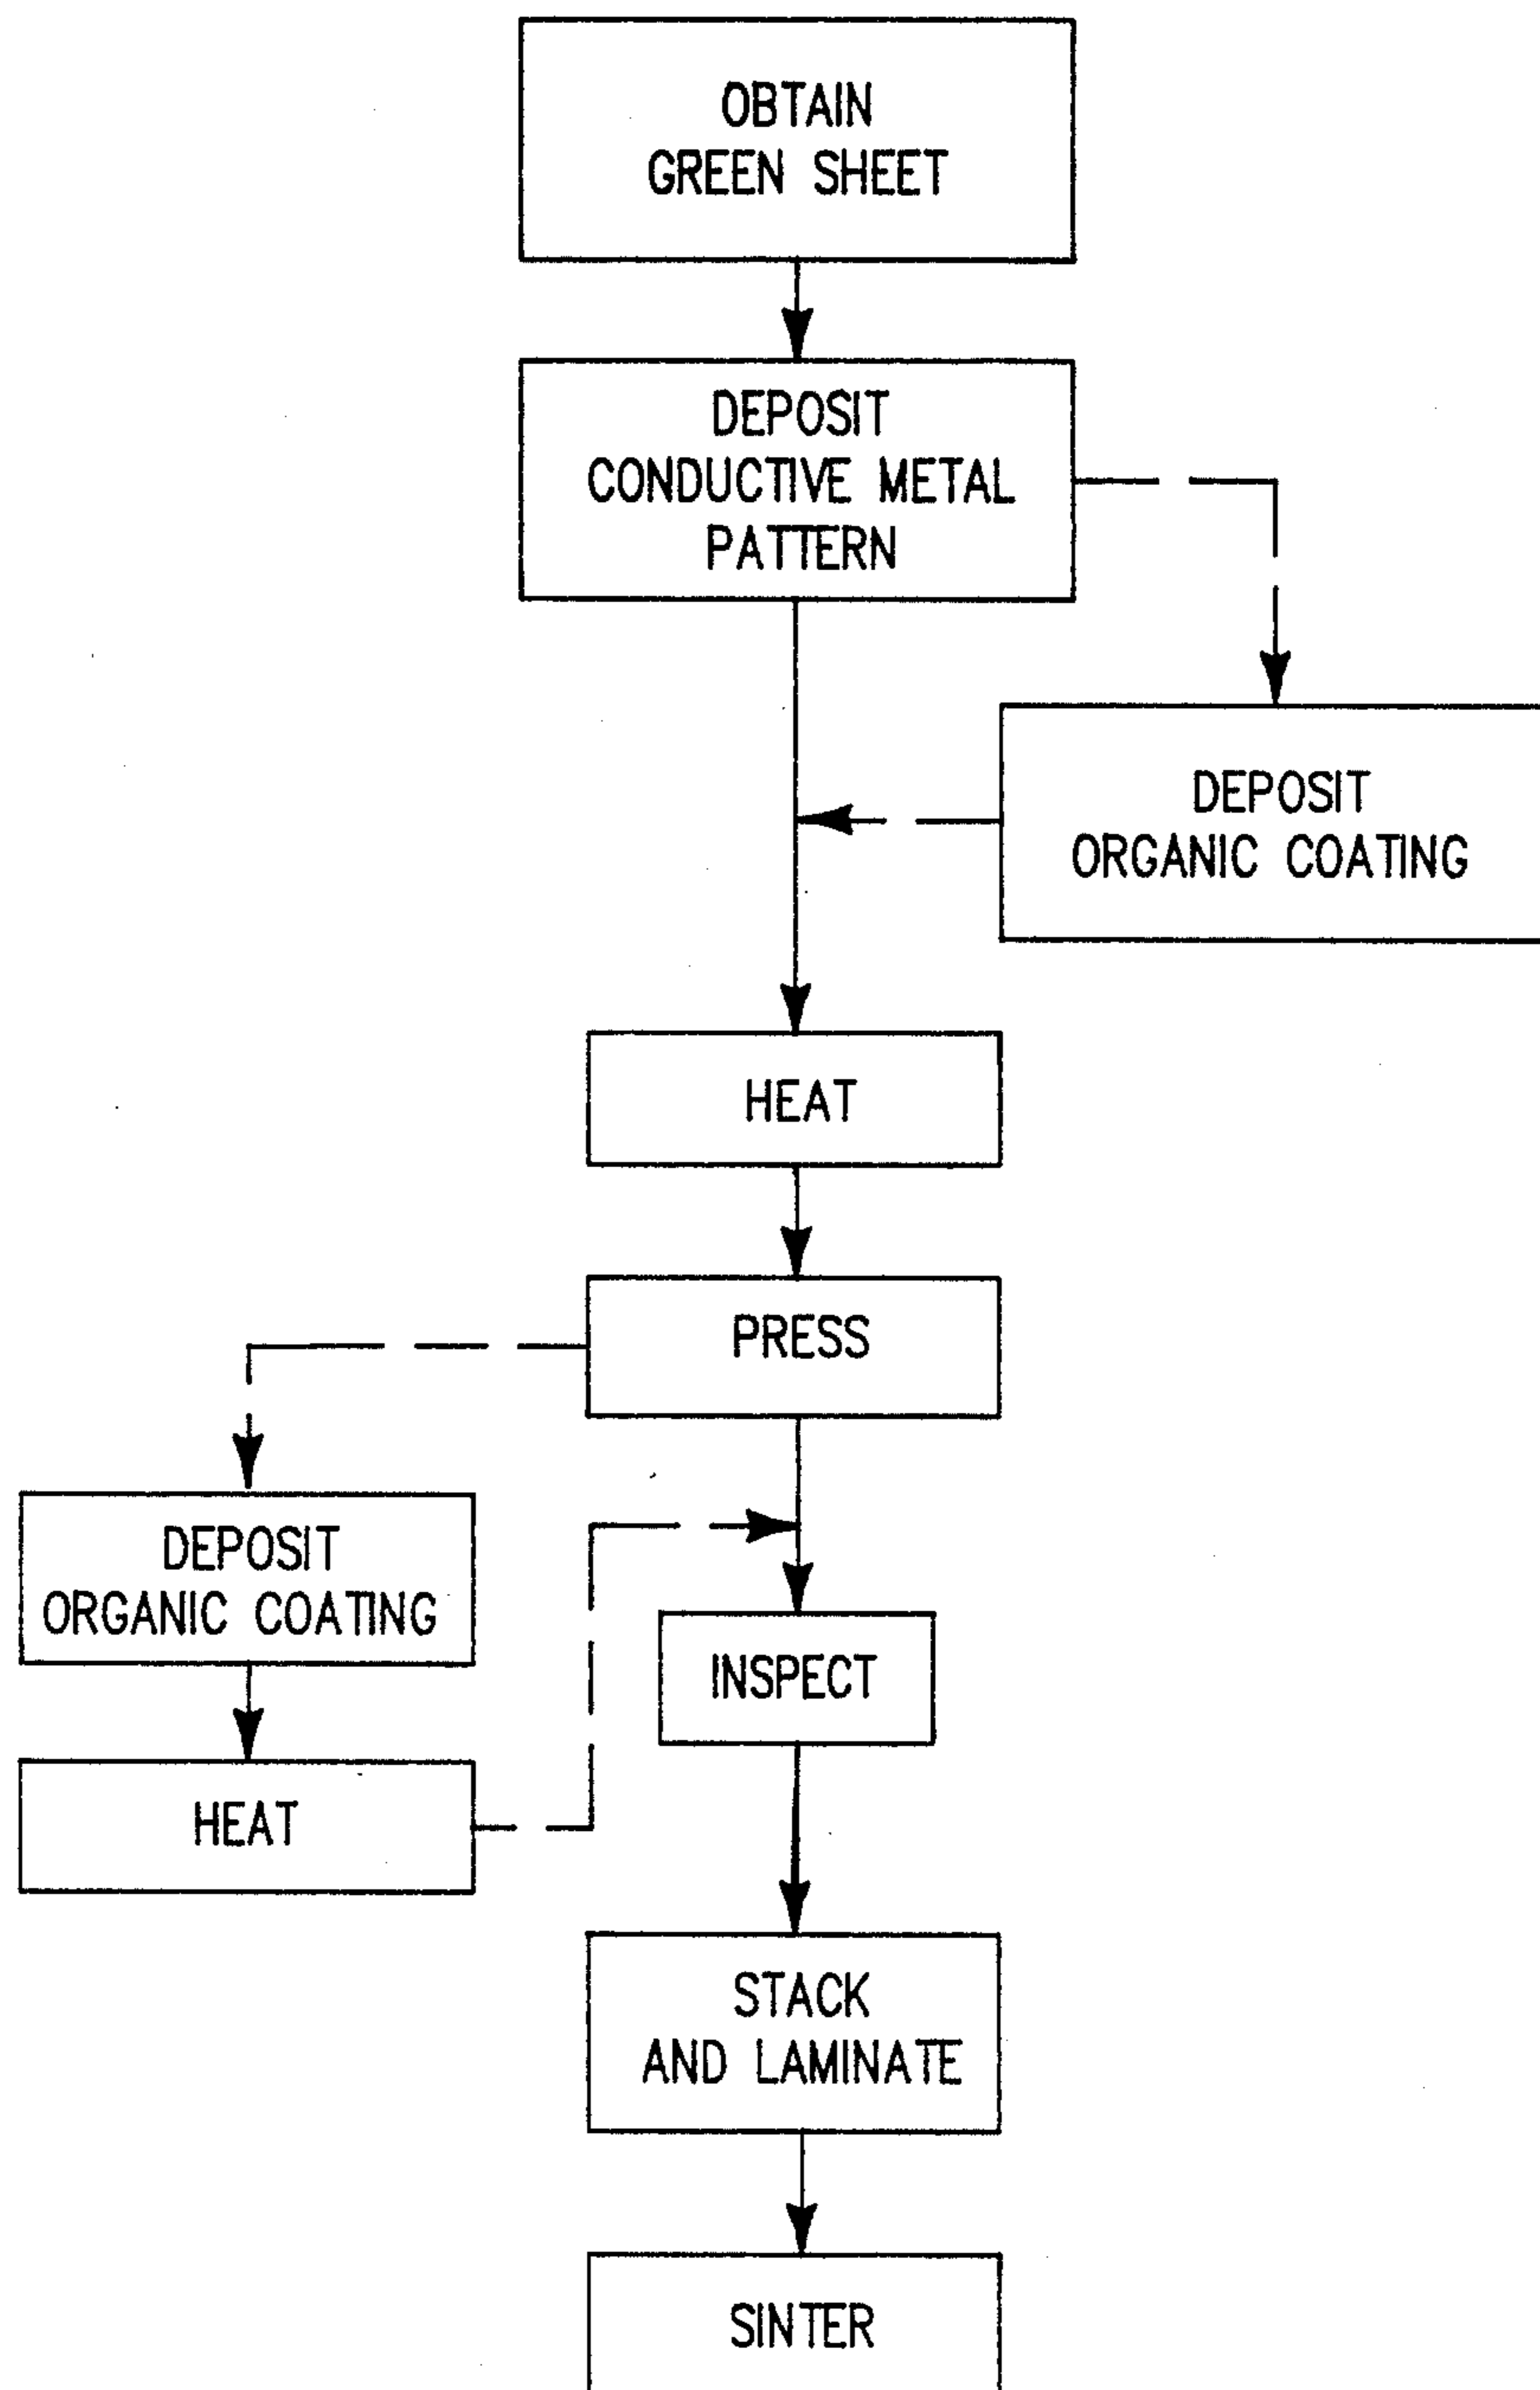 OBTAIN
GREEN SHEET
DEPOSIT
CONDUCTIVE METAL
PATTERN
DEPOSIT
ORGANIC COATING
HEAT
PRESS
DEPOSIT
ORGANIC COATING
INSPECT
HEAT
STACK
AND LAMINATE
SINTER